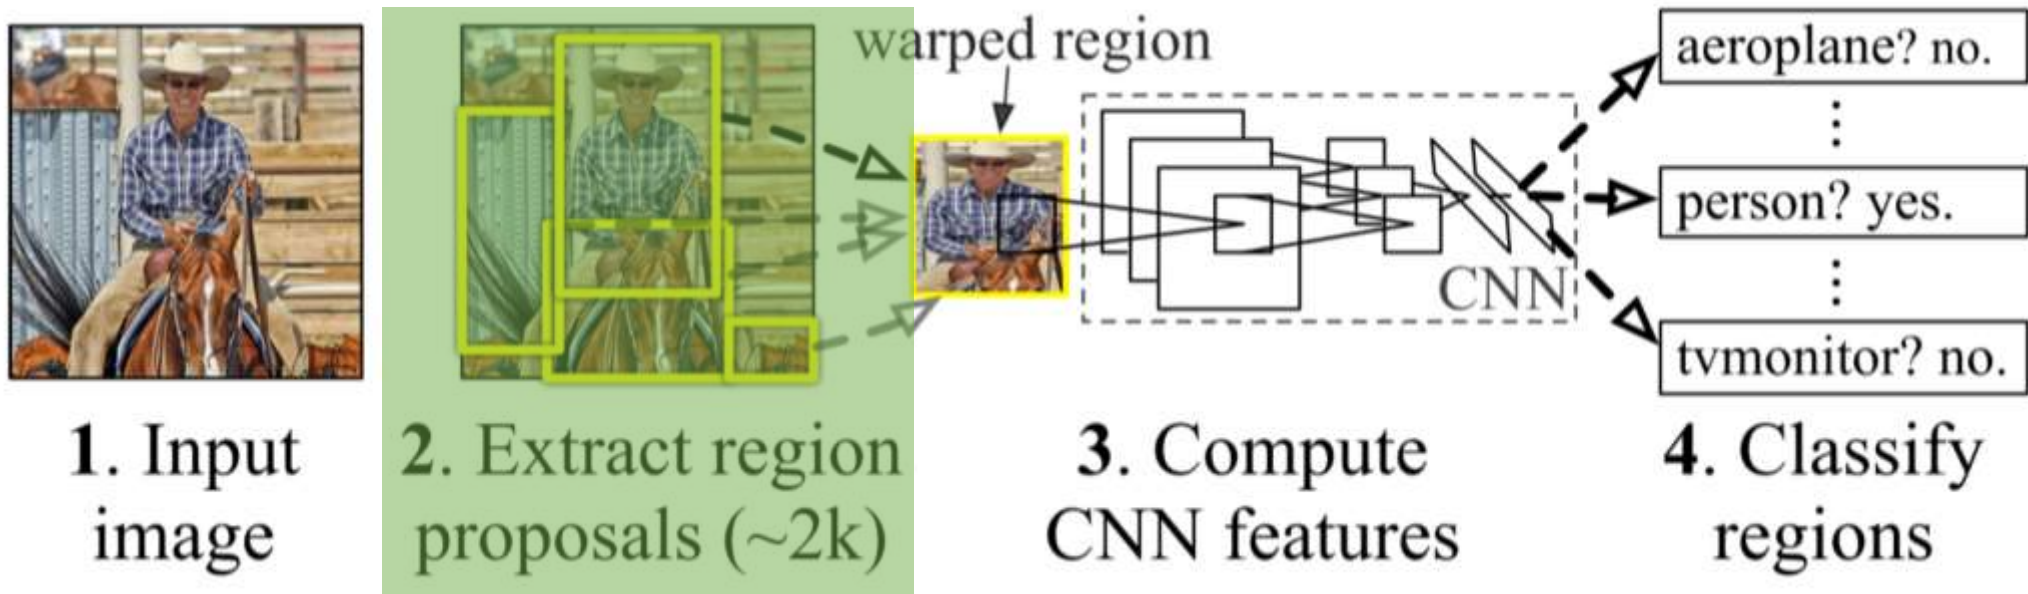 warped region
aeroplane? no.
person? yes.
CNN
tvmonitor? no.
1. Input
image
2. Extract region
proposals (~2k)
3. Compute
CNN features
4. Classify
regions